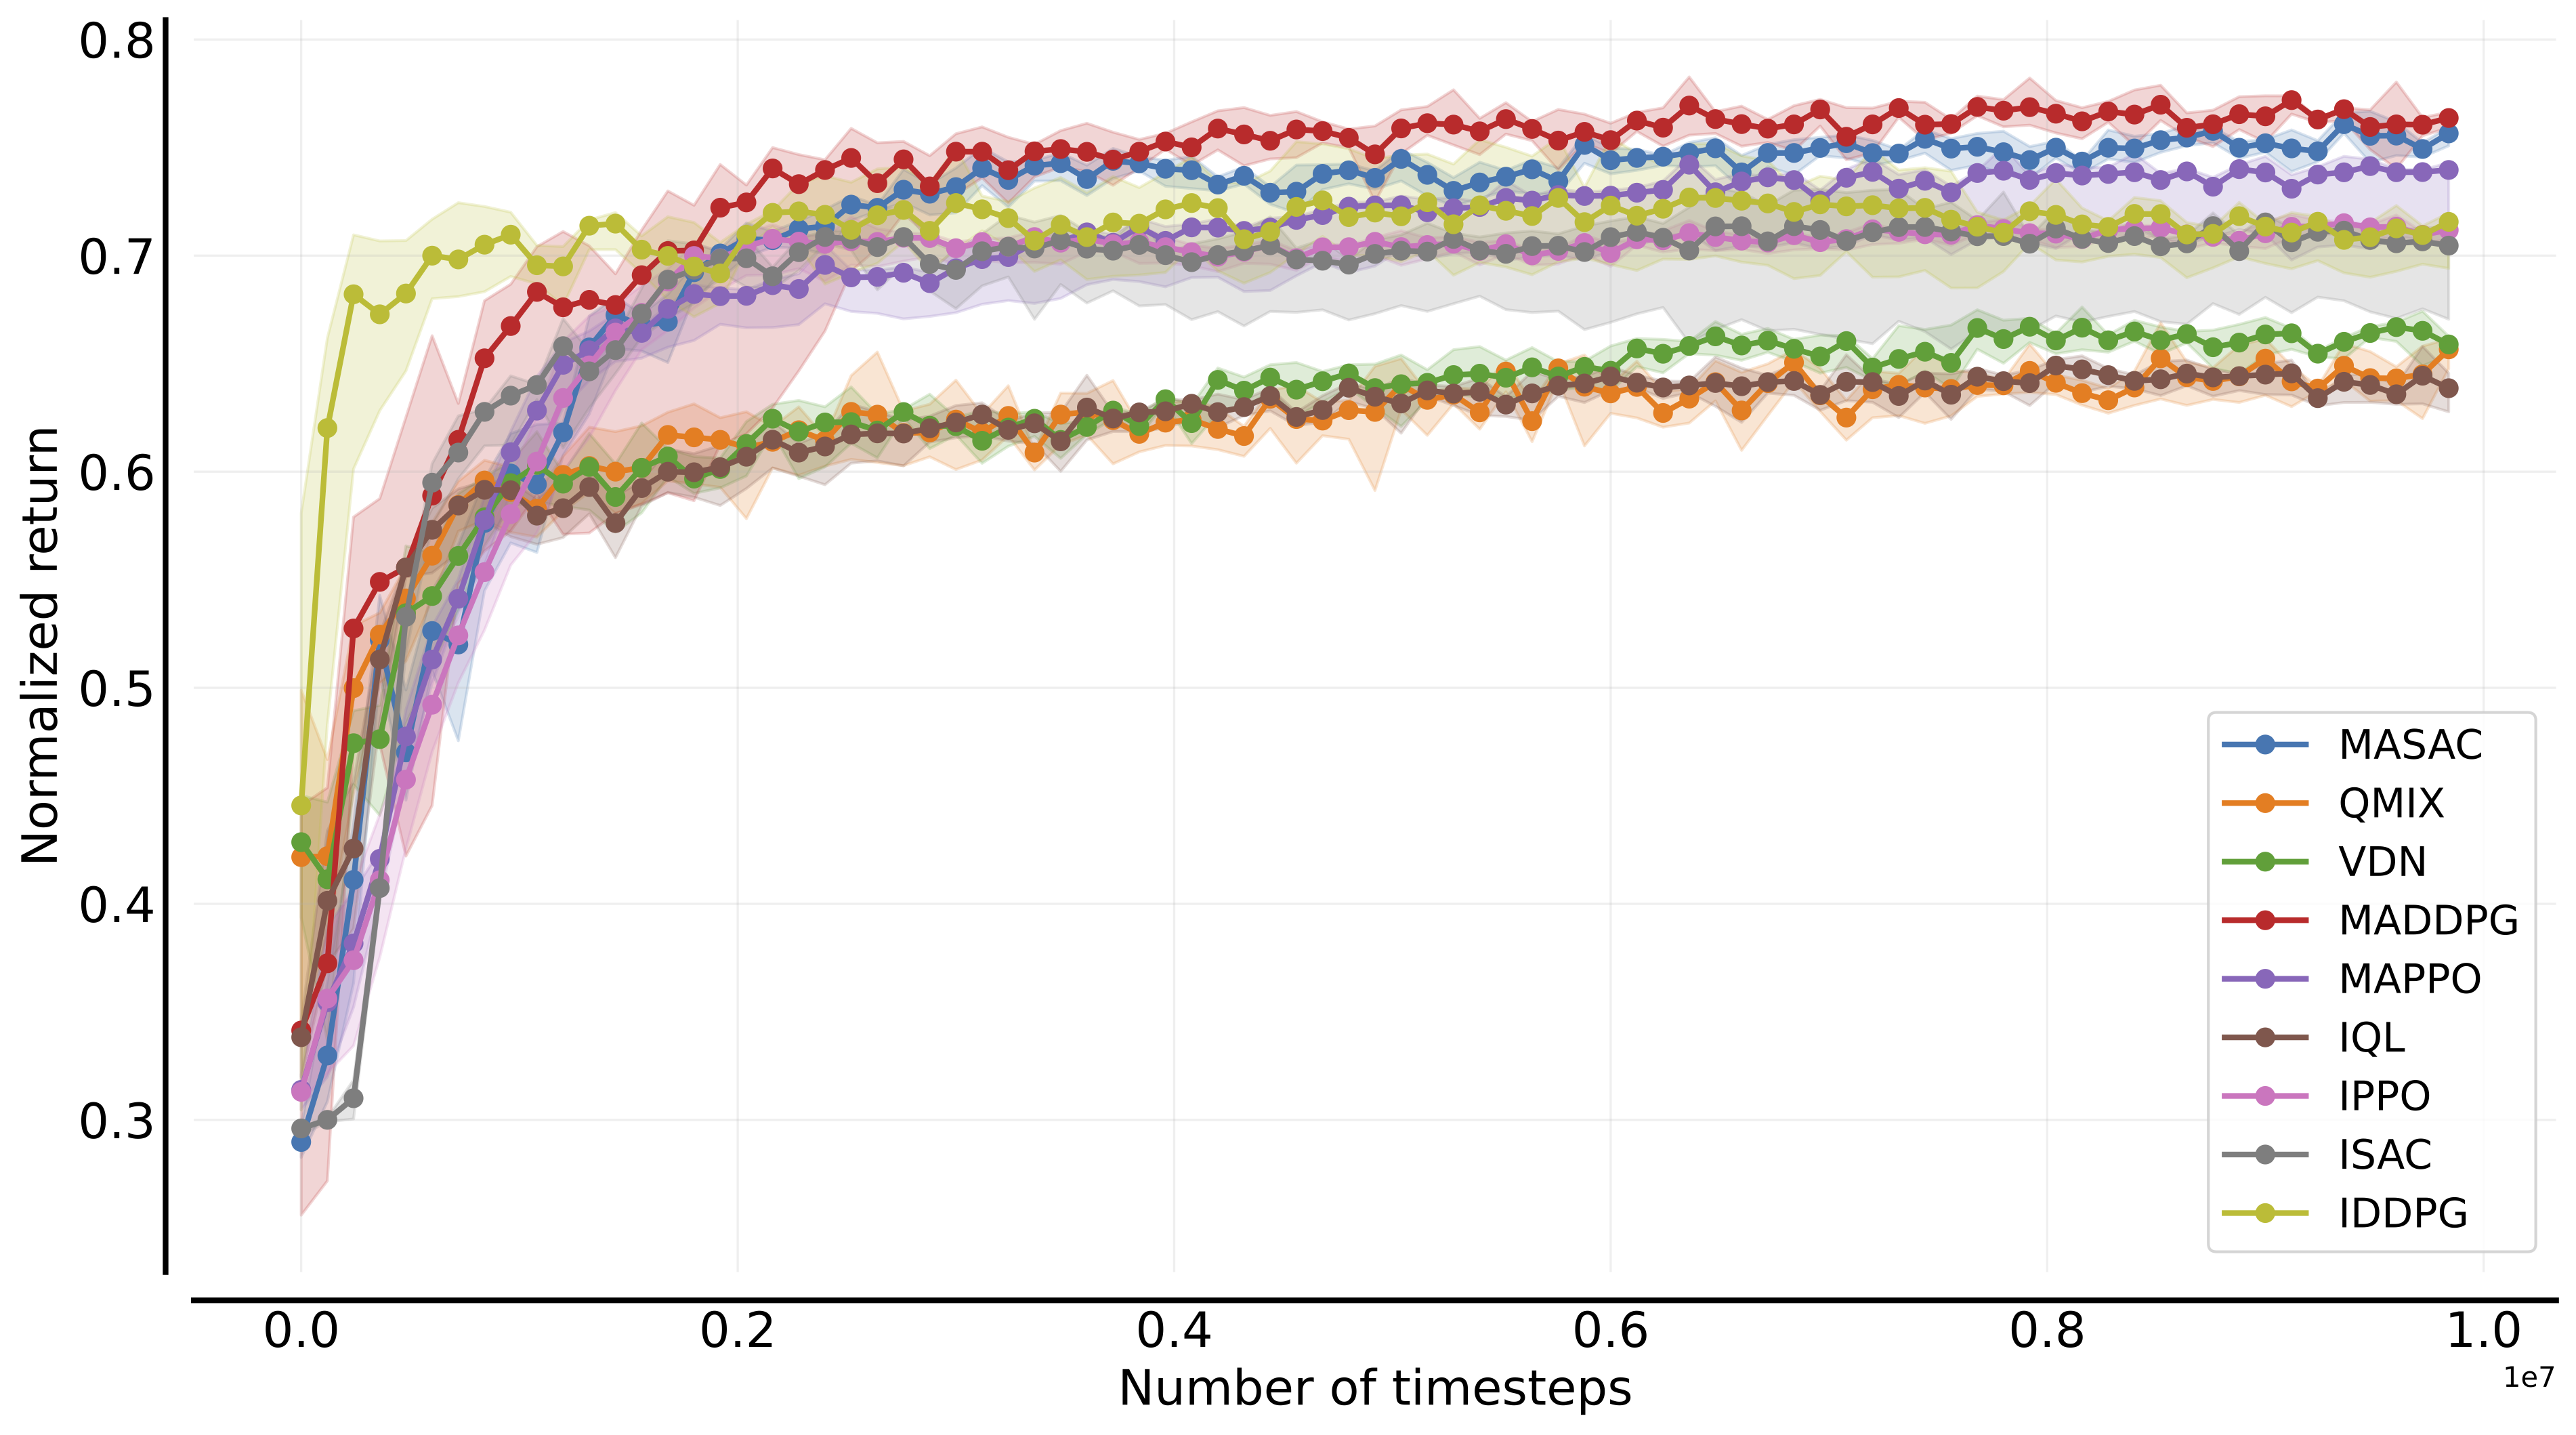 0.8
0.7
0.6
0.5
0.4
0.3
Normalized return
MASAC
QMIX
VDN
MADDPG
MAPPO
IQL
IPPO
ISAC
IDDPG
0.0 0.2 0.4 0.6 0.8 1.0
1e7
Number of timesteps